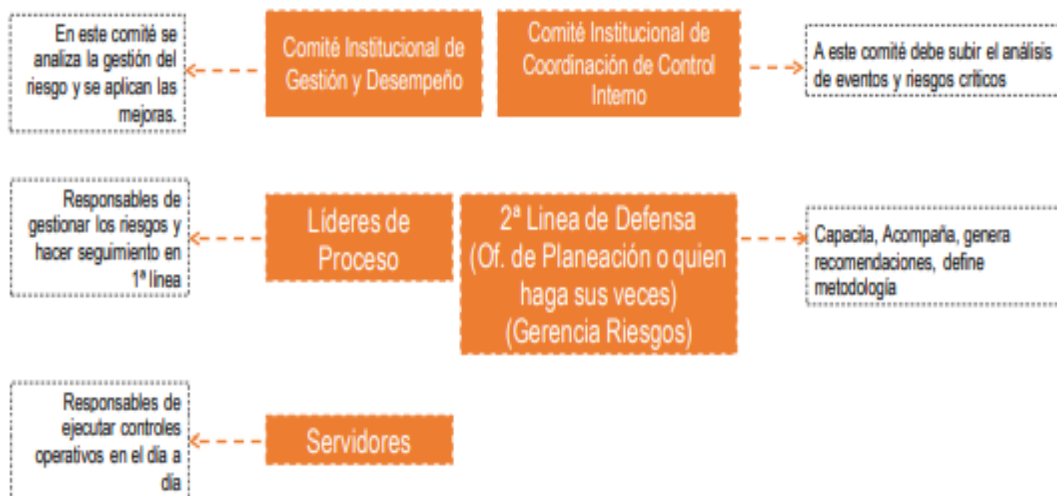 En este comité se
analiza la gestión del
riesgo y se aplican las
mejoras.
Comité Institucional de
Gestión y Desempeño
Comité Institucional de
Coordinación de Control
Interno
A este comité debe subir el análisis
de eventos y riesgos críticos
Responsables de
gestionar los riesgos y
hacer seguimiento en
1ª línea
Líderes de
Proceso
2ª Linea de Defensa
(Of. de Planeación o quien
haga sus veces)
(Gerencia Riesgos)
Capacita, Acompaña, genera
recomendaciones, define
metodología
Responsables de
ejecutar controles
operativos en el día a
día
Servidores